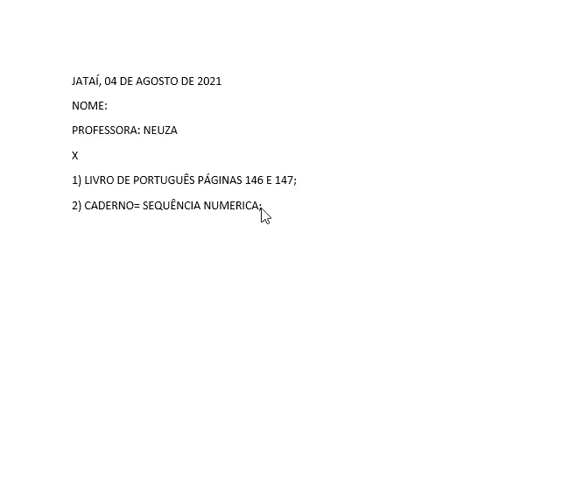 JATAÍ, 04 DE AGOSTO DE 2021
NOME:
PROFESSORA: NEUZA
X
1) LIVRO DE PORTUGUÊS PÁGINAS 146 E 147;
2) CADERNO= SEQUÊNCIA NUMERICA;